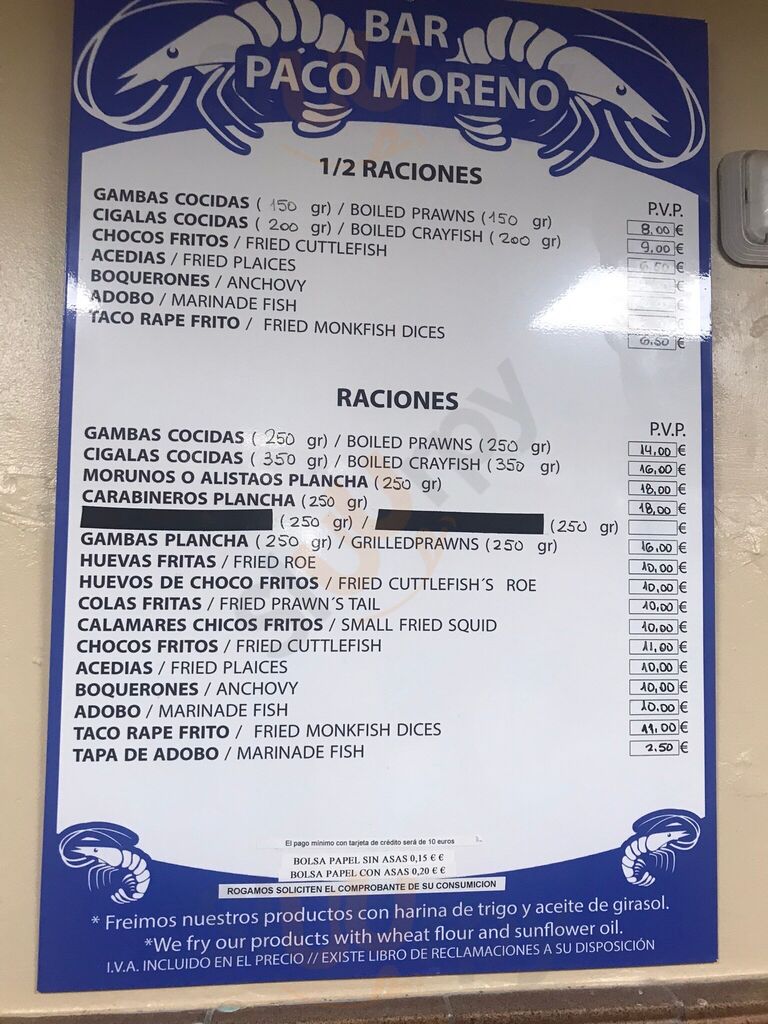 BAR
PACO MORENO
1/2 RACIONES
P.V.P.
GAMBAS COCIDAS ( 150 gr) / BOILED PRAWNS (150 gr) 8.00 €
CIGALAS COCIDAS ( 200 gr) / BOILED CRAYFISH ( 200 gr) 9,00 €
CHOCOS FRITOS / FRIED CUTTLEFISH 6.50 €
ACEDIAS / FRIED PLAICES €
BOQUERONES / ANCHOVY €
ADOBO / MARINADE FISH €
TACO RAPE FRITO / FRIED MONKFISH DICES 6.50 €
RACIONES
P.V.P.
GAMBAS COCIDAS ( 250 gr) / BOILED PRAWNS (250 gr) 14,00 €
CIGALAS COCIDAS ( 350 gr) / BOILED CRAYFISH ( 350 gr) 16,00 €
MORUNOS O ALISTAOS PLANCHA (250 gr) 18,00 €
CARABINEROS PLANCHA (250 gr) 18,00 €
(250 gr) / (250 gr) €
GAMBAS PLANCHA ( 250 gr) / GRILLEDPRAWNS (250 gr) 16.00 €
HUEVAS FRITAS / FRIED ROE 10,00 €
HUEVOS DE CHOCO FRITOS / FRIED CUTTLEFISH´S ROE 10,00 €
COLAS FRITAS / FRIED PRAWN´S TAIL 10,00 €
CALAMARES CHICOS FRITOS / SMALL FRIED SQUID 10.00 €
CHOCOS FRITOS / FRIED CUTTLEFISH 11,00 €
ACEDIAS / FRIED PLAICES 10,00 €
BOQUERONES / ANCHOVY 10,00 €
ADOBO / MARINADE FISH 10.00 €
TACO RAPE FRITO / FRIED MONKFISH DICES 11.00 €
TAPA DE ADOBO / MARINADE FISH 2.50 €
El pago mínimo con tarjeta de crédito será de 10 euros
BOLSA PAPEL SIN ASAS 0,15 € €
BOLSA PAPEL CON ASAS 0,20 € €
ROGAMOS SOLICITEN EL COMPROBANTE DE SU CONSUMICION
* Freimos nuestros productos con harina de trigo y aceite de girasol.
*We fry our products with wheat flour and sunflower oil.
I.V.A. INCLUIDO EN EL PRECIO // EXISTE LIBRO DE RECLAMACIONES A SU DISPOSICIÓN